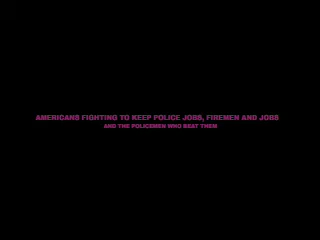 AMERICANS FIGHTING TO KEEP POLICE JOBS, FIREMEN AND JOBS
AND THE POLICEMEN WHO BEAT THEM